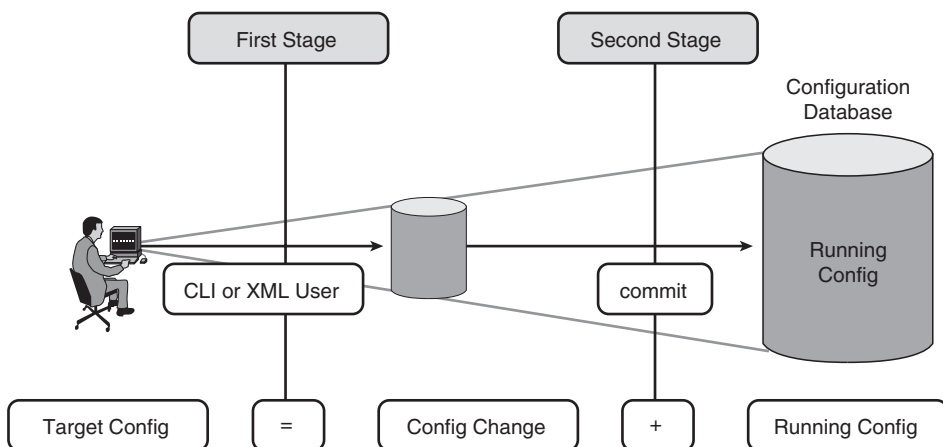 First Stage
Second Stage
Configuration
Database
Running
Config
CLI or XML User
commit
Target Config
=
Config Change
+
Running Config